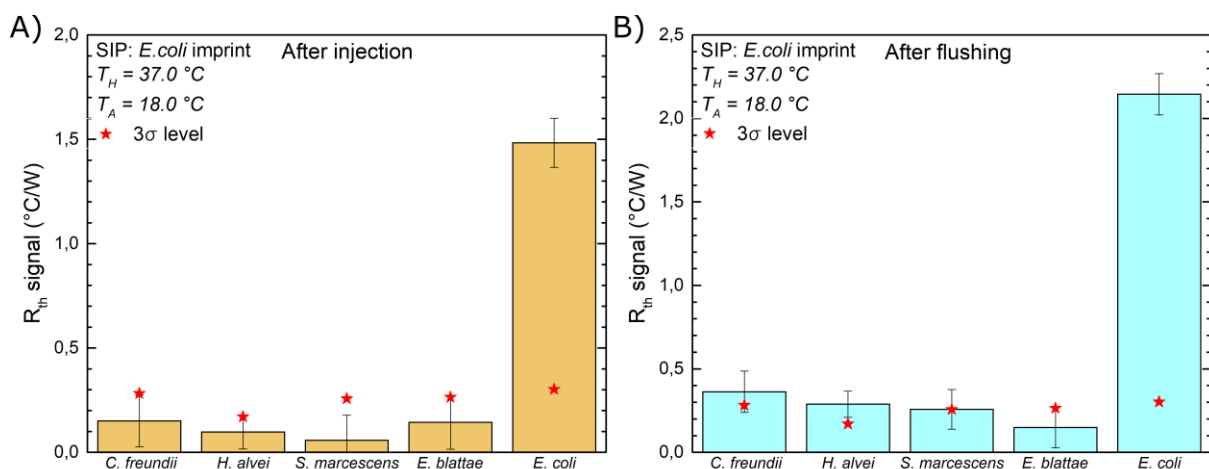 A)
SIP: E.coli imprint
After injection
T_H = 37.0 °C
T_A = 18.0 °C
★ 3σ level
R_th signal (°C/W)
2,0
1,5
1,0
0,5
0,0
C. freundii
H. alvei
S. marcescens
E. blattae
E. coli
B)
SIP: E.coli imprint
After flushing
T_H = 37.0 °C
T_A = 18.0 °C
★ 3σ level
R_th signal (°C/W)
2,5
2,0
1,5
1,0
0,5
0,0
C. freundii
H. alvei
S. marcescens
E. blattae
E. coli